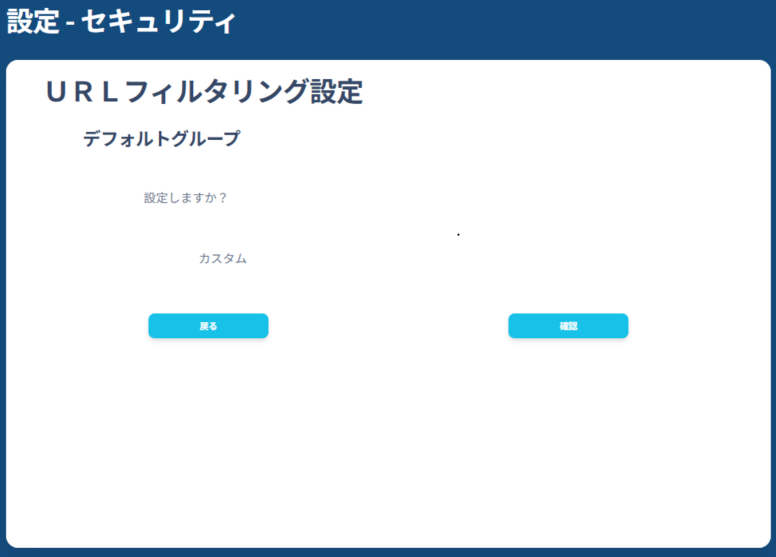 設定 - セキュリティ
ＵＲＬフィルタリング設定
デフォルトグループ
設定しますか？
カスタム
戻る
確認